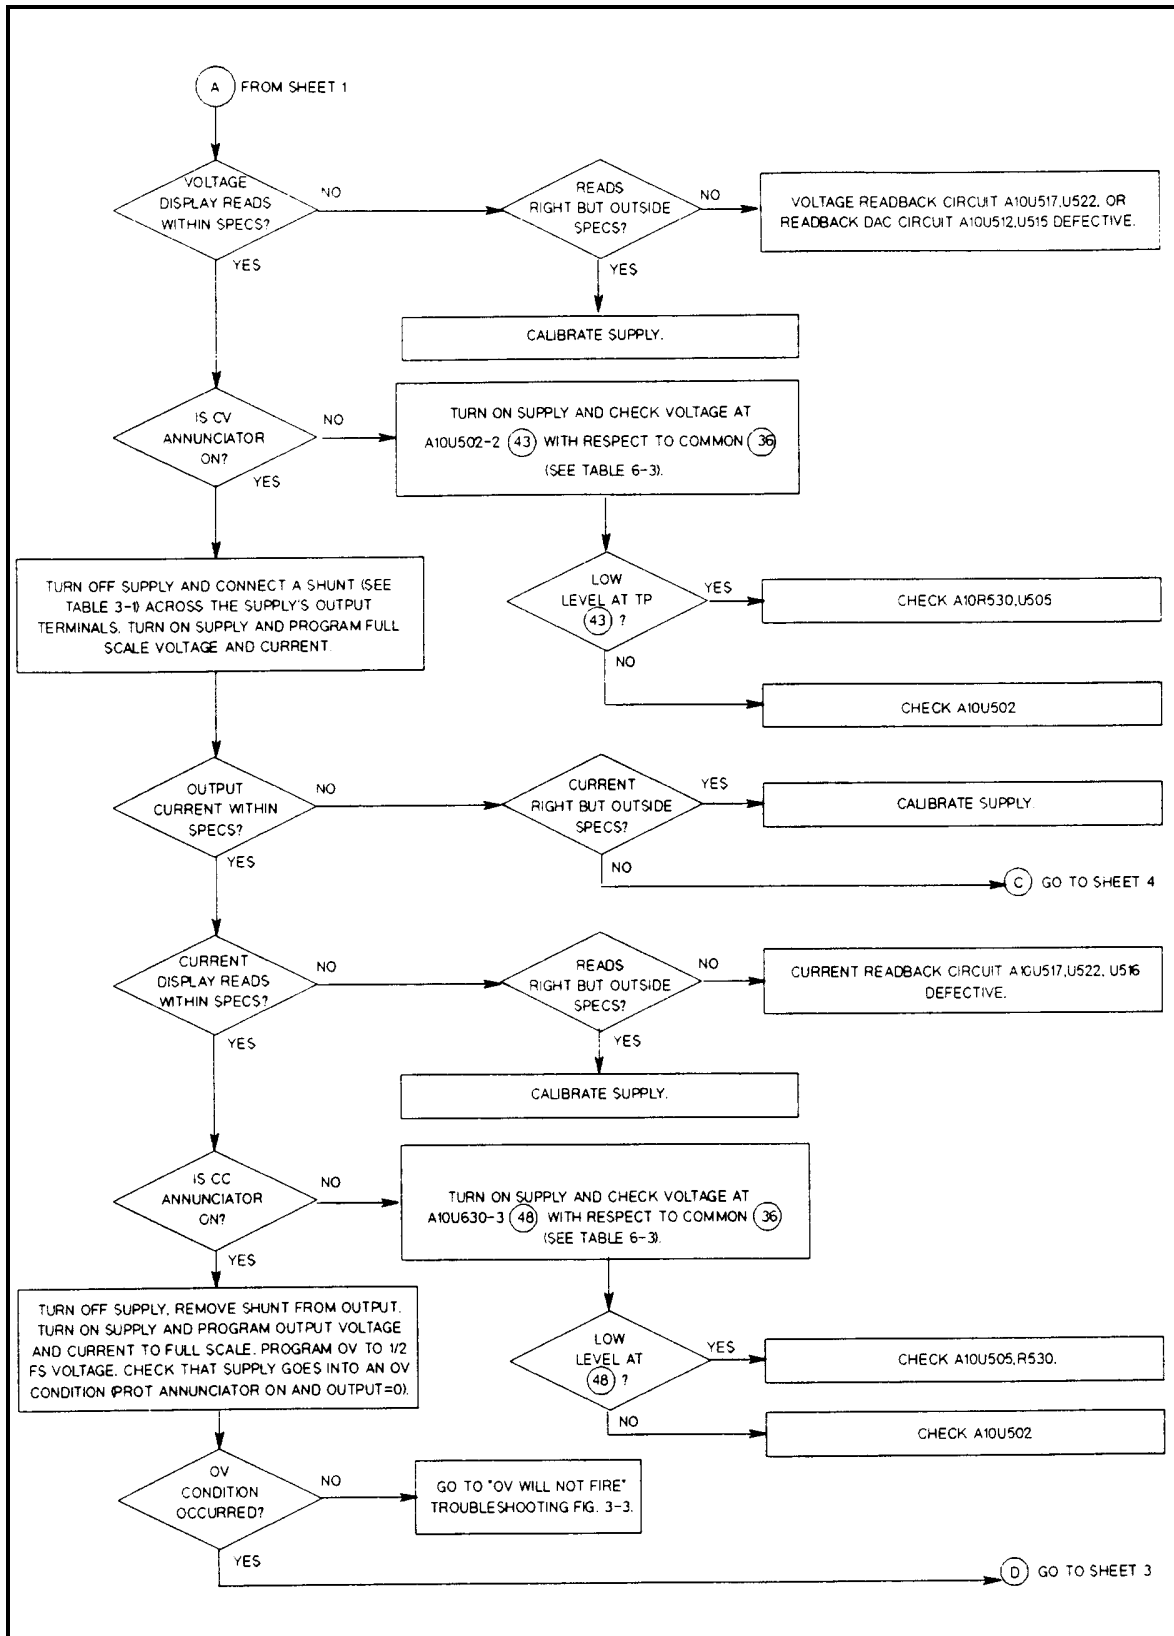 A FROM SHEET 1
VOLTAGE
DISPLAY READS
WITHIN SPECS?
NO
YES
READS
RIGHT BUT OUTSIDE
SPECS?
NO
YES
VOLTAGE READBACK CIRCUIT A10U517,U522, OR
READBACK DAC CIRCUIT A10U512,U515 DEFECTIVE.
CALIBRATE SUPPLY.
IS CV
ANNUNCIATOR
ON?
NO
YES
TURN ON SUPPLY AND CHECK VOLTAGE AT
A10U502-2 43 WITH RESPECT TO COMMON 36
(SEE TABLE 6-3).
LOW
LEVEL AT TP
43 ?
YES
NO
CHECK A10R530,U505
CHECK A10U502
TURN OFF SUPPLY AND CONNECT A SHUNT (SEE
TABLE 3-1) ACROSS THE SUPPLY'S OUTPUT
TERMINALS. TURN ON SUPPLY AND PROGRAM FULL
SCALE VOLTAGE AND CURRENT.
OUTPUT
CURRENT WITHIN
SPECS?
NO
YES
CURRENT
RIGHT BUT OUTSIDE
SPECS?
YES
NO
CALIBRATE SUPPLY.
C GO TO SHEET 4
CURRENT
DISPLAY READS
WITHIN SPECS?
NO
YES
READS
RIGHT BUT OUTSIDE
SPECS?
NO
YES
CURRENT READBACK CIRCUIT A10U517,U522, U516
DEFECTIVE.
CALIBRATE SUPPLY.
IS CC
ANNUNCIATOR
ON?
NO
YES
TURN ON SUPPLY AND CHECK VOLTAGE AT
A10U630-3 48 WITH RESPECT TO COMMON 36
(SEE TABLE 6-3).
LOW
LEVEL AT
48 ?
YES
NO
CHECK A10U505,R530.
CHECK A10U502
TURN OFF SUPPLY, REMOVE SHUNT FROM OUTPUT.
TURN ON SUPPLY AND PROGRAM OUTPUT VOLTAGE
AND CURRENT TO FULL SCALE. PROGRAM OV TO 1/2
FS VOLTAGE. CHECK THAT SUPPLY GOES INTO AN OV
CONDITION (PROT ANNUNCIATOR ON AND OUTPUT=0).
OV
CONDITION
OCCURRED?
NO
YES
GO TO "OV WILL NOT FIRE"
TROUBLESHOOTING FIG. 3-3.
D GO TO SHEET 3